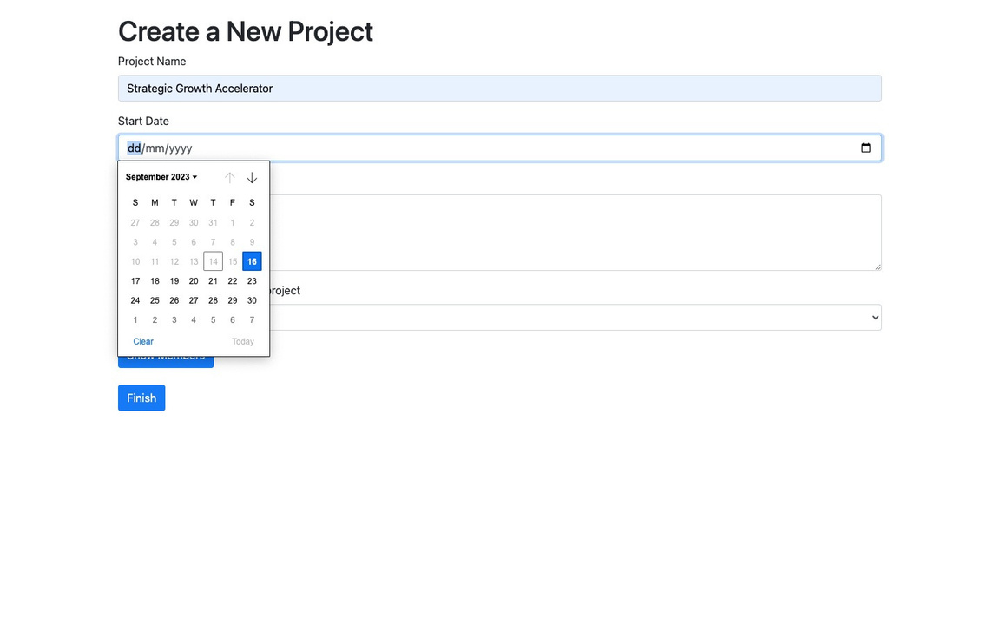 Create a New Project
Project Name
Strategic Growth Accelerator
Start Date
dd/mm/yyyy
September 2023
S M T W T F S
27 28 29 30 31 1 2
3 4 5 6 7 8 9
10 11 12 13 14 15 16
17 18 19 20 21 22 23
24 25 26 27 28 29 30
project
1 2 3 4 5 6 7
Clear Today
Show Members
Finish